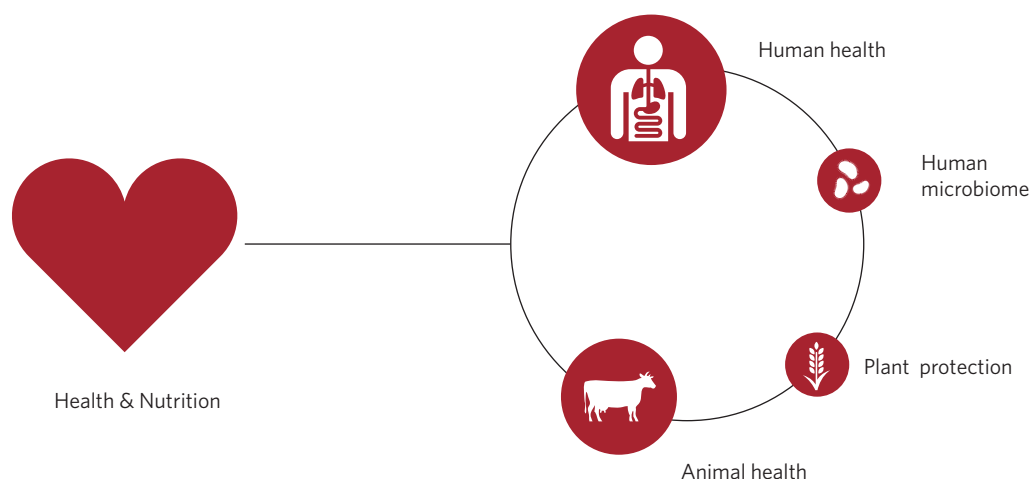 Human health
Human
microbiome
Plant protection
Health & Nutrition
Animal health